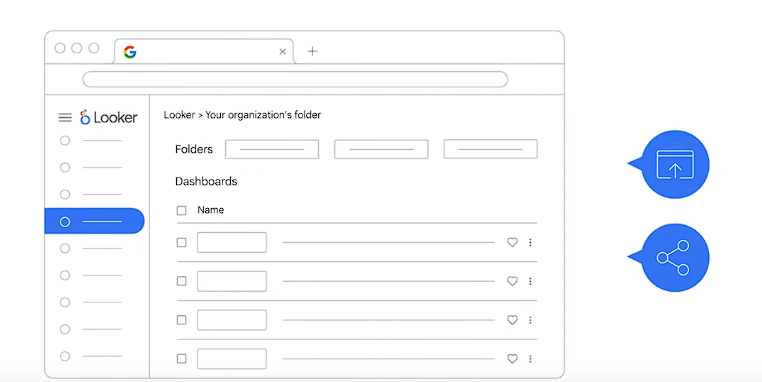 Looker
Looker > Your organization's folder
Folders
Dashboards
Name